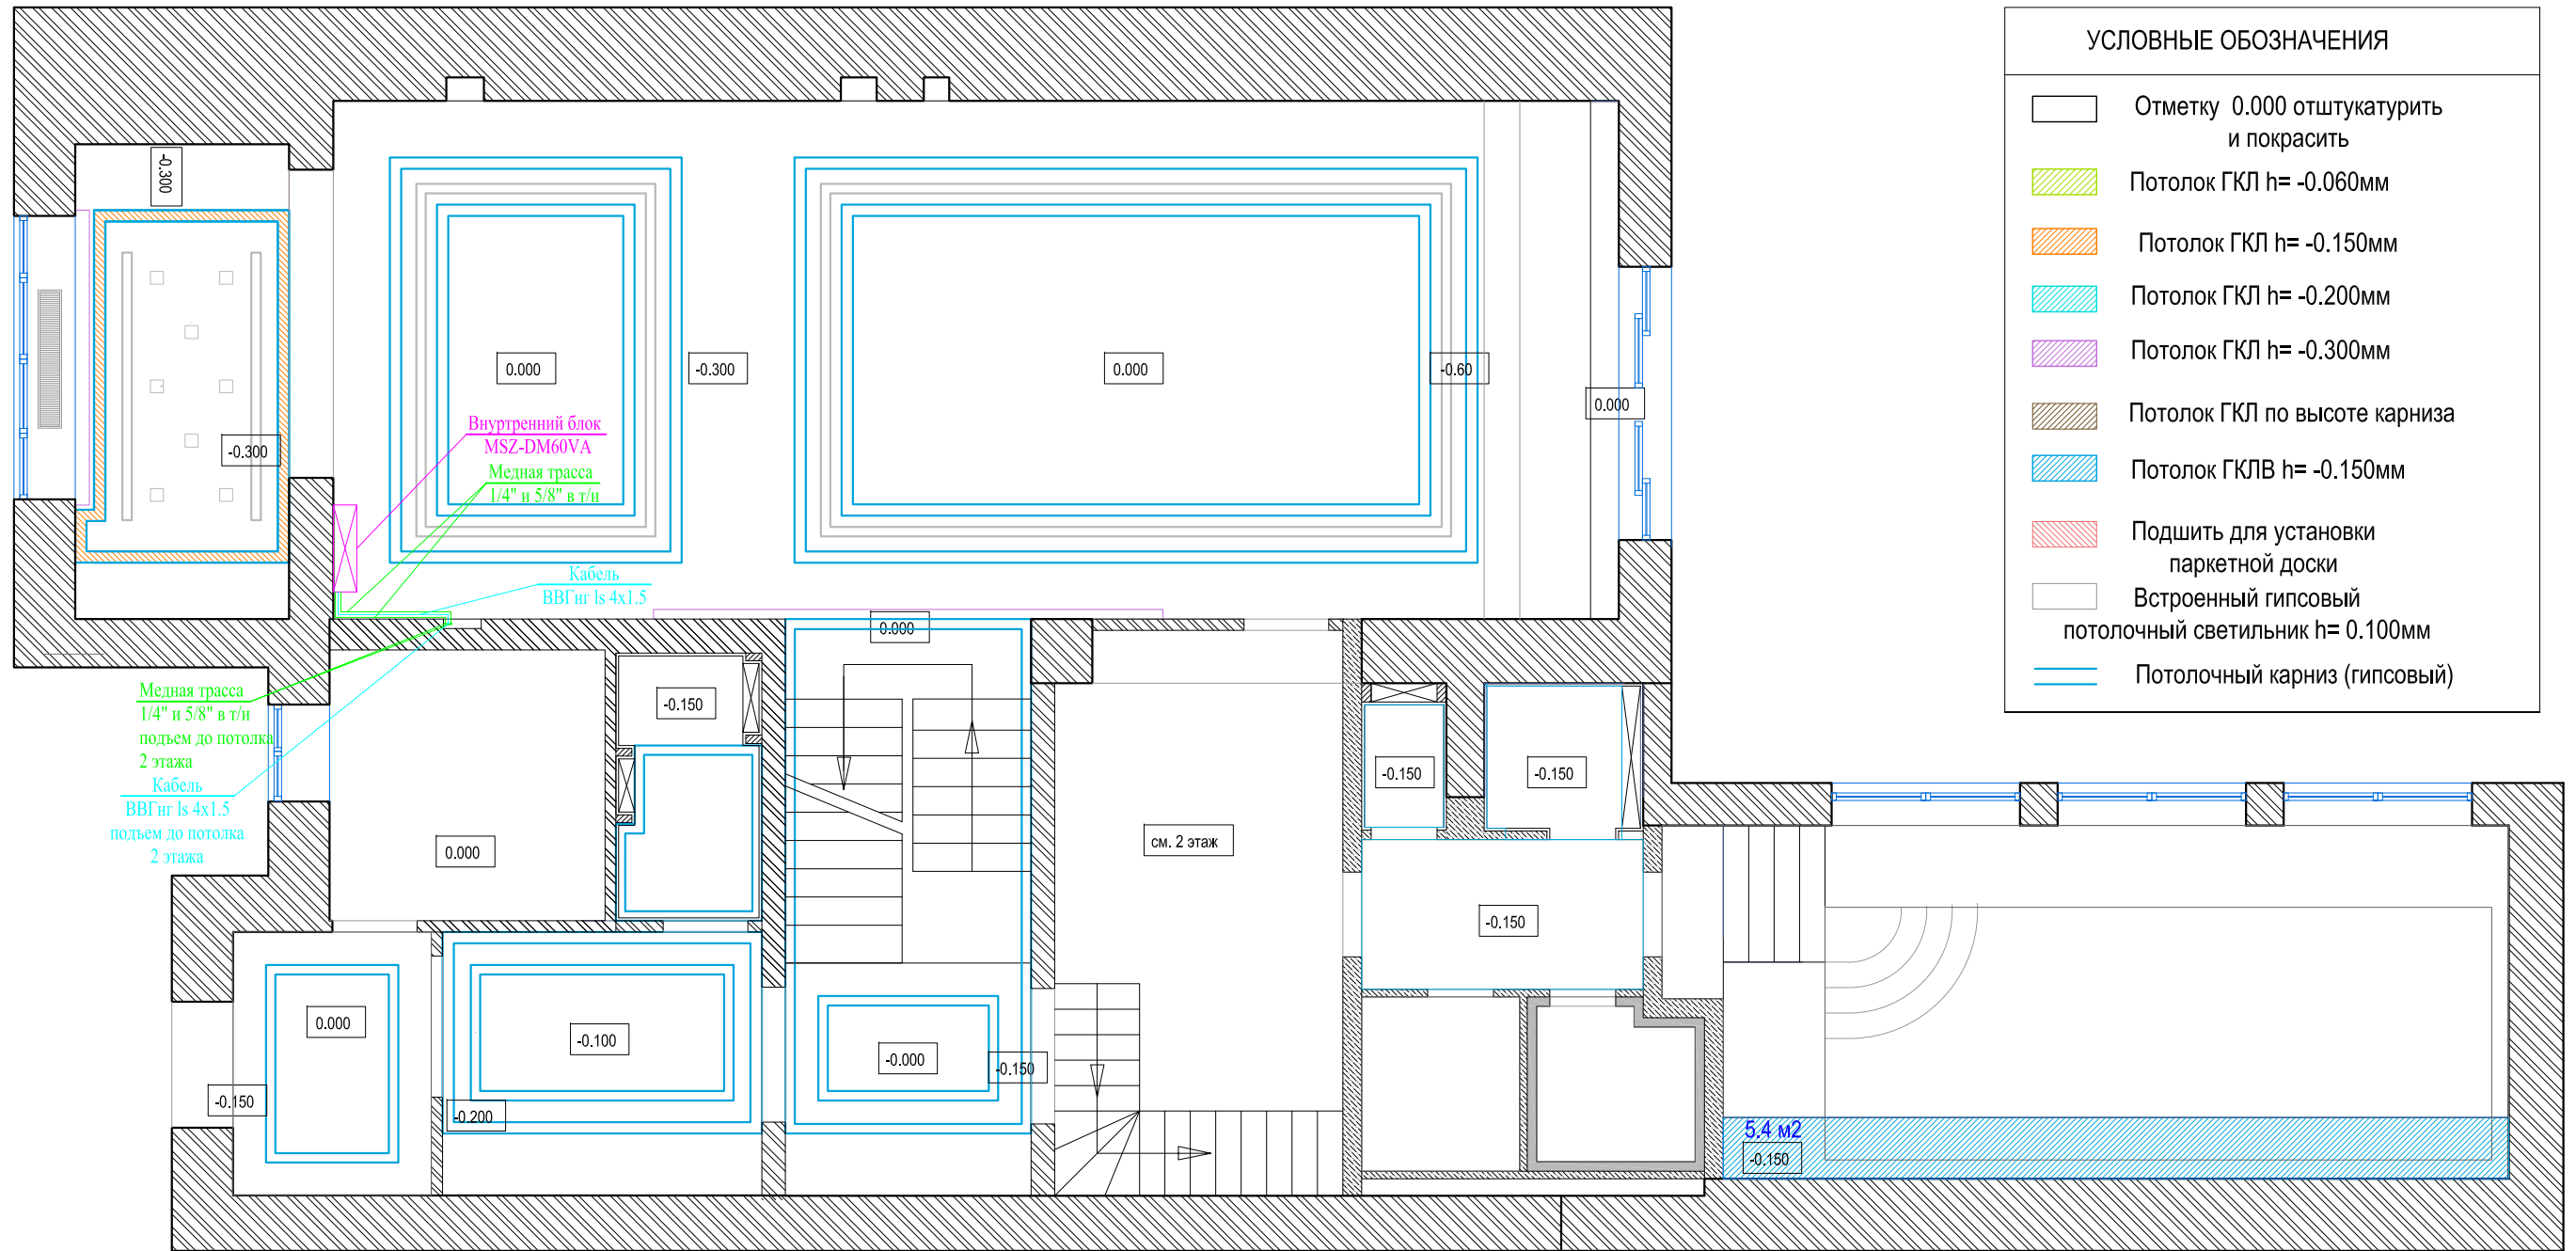 УСЛОВНЫЕ ОБОЗНАЧЕНИЯ
Отметку 0.000 отштукатурить
и покрасить
Потолок ГКЛ h= -0.060мм
Потолок ГКЛ h= -0.150мм
Потолок ГКЛ h= -0.200мм
Потолок ГКЛ h= -0.300мм
Потолок ГКЛ по высоте карниза
Потолок ГКЛВ h= -0.150мм
Подшить для установки
паркетной доски
Встроенный гипсовый
потолочный светильник h= 0.100мм
Потолочный карниз (гипсовый)
-0.300
0.000
-0.300
0.000
-0.60
0.000
-0.300
Внуртренний блок
MSZ-DM60VA
Медная трасса
1/4" и 5/8" в т/и
Кабель
ВВГнг ls 4x1.5
0.000
Медная трасса
1/4" и 5/8" в т/и
подъем до потолка
2 этажа
Кабель
ВВГнг ls 4x1.5
подъем до потолка
2 этажа
-0.150
-0.150
-0.150
0.000
см. 2 этаж
-0.150
0.000
-0.100
-0.000
-0.150
-0.150
-0.200
5.4 м2
-0.150